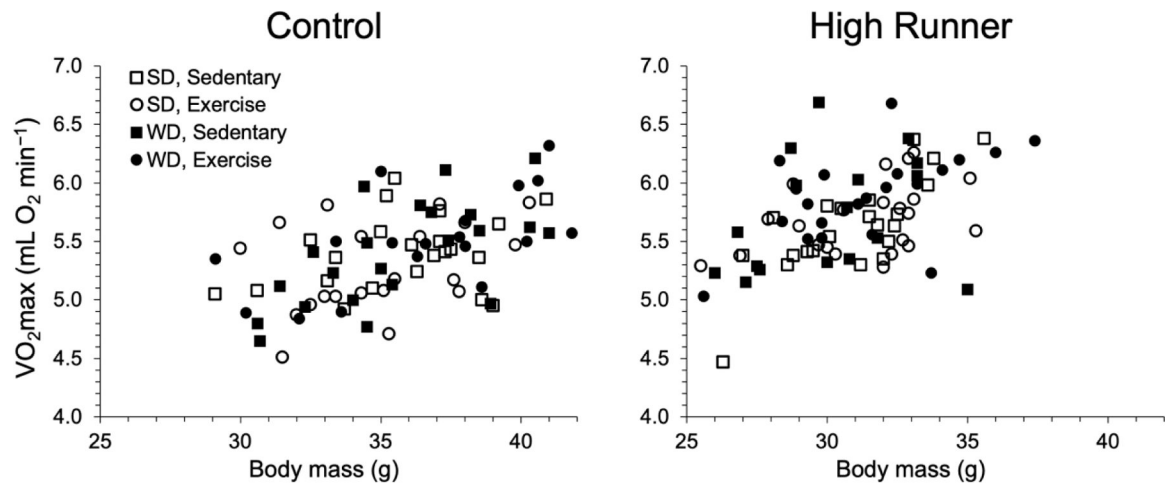 Control
High Runner
VO₂max (mL O₂ min⁻¹)
7.0
6.5
6.0
5.5
5.0
4.5
4.0
SD, Sedentary
SD, Exercise
WD, Sedentary
WD, Exercise
25 30 35 40
Body mass (g)
7.0
6.5
6.0
5.5
5.0
4.5
4.0
25 30 35 40
Body mass (g)